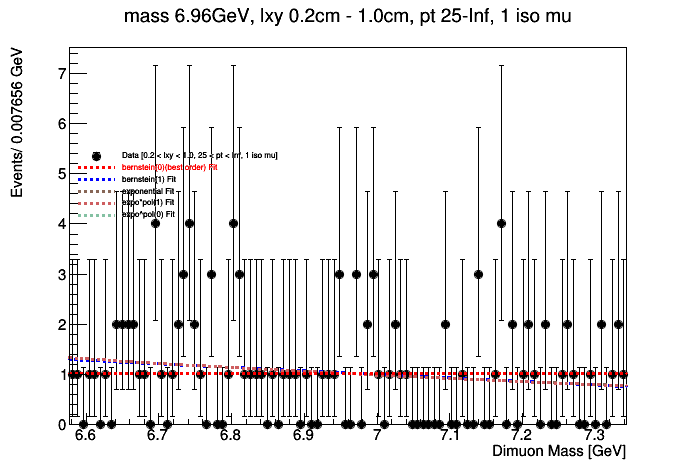 mass 6.96GeV, lxy 0.2cm - 1.0cm, pt 25-Inf, 1 iso mu
Events/ 0.007656 GeV
7
6
5
4
3
2
1
0
Data [0.2 < lxy < 1.0, 25 < pt < Inf, 1 iso mu]
bernstein(0)(best order) Fit
bernstein(1) Fit
exponential Fit
expo*pol(1) Fit
expo*pol(0) Fit
6.6 6.7 6.8 6.9 7 7.1 7.2 7.3
Dimuon Mass [GeV]